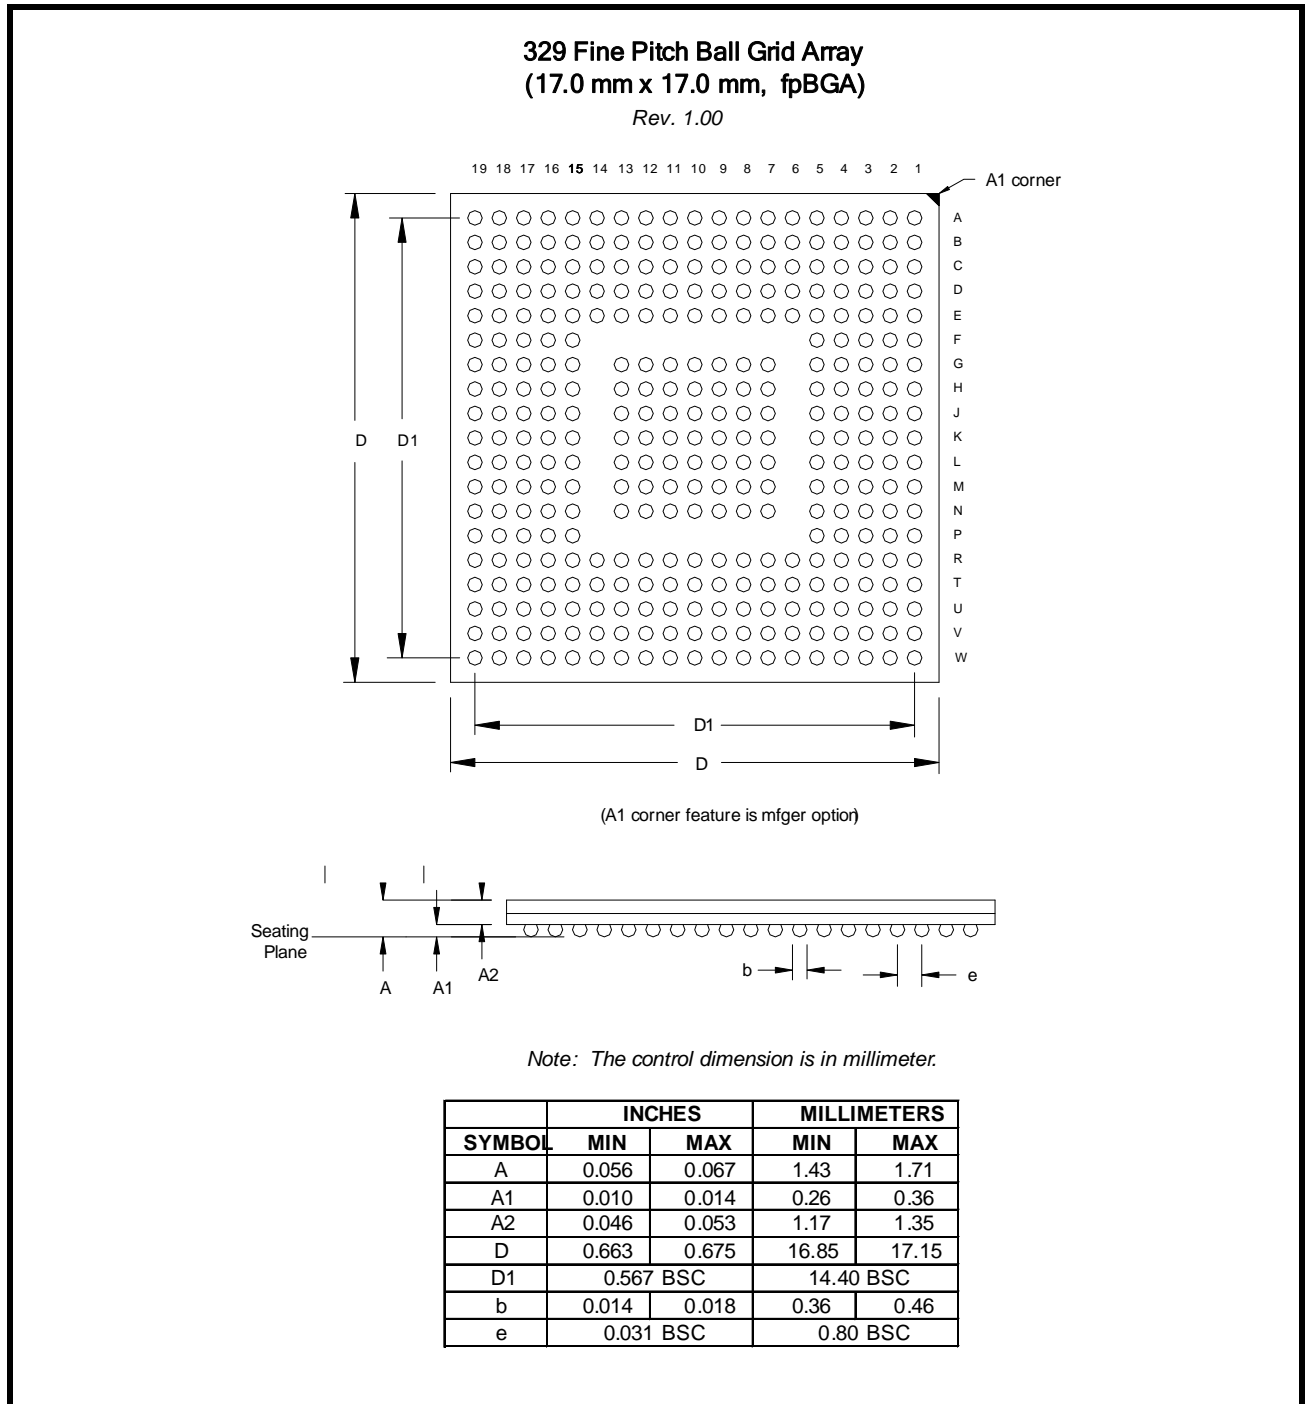 329 Fine Pitch Ball Grid Array
(17.0 mm x 17.0 mm, fpBGA)
Rev. 1.00
19 18 17 16 15 14 13 12 11 10 9 8 7 6 5 4 3 2 1
A1 corner
A
B
C
D
E
F
G
H
J
K
L
M
N
P
R
T
U
V
W
D D1
D1
D
(A1 corner feature is mfger option)
Seating
Plane
A A1 A2 b e
Note: The control dimension is in millimeter.
INCHES MILLIMETERS
SYMBOL MIN MAX MIN MAX
A 0.056 0.067 1.43 1.71
A1 0.010 0.014 0.26 0.36
A2 0.046 0.053 1.17 1.35
D 0.663 0.675 16.85 17.15
D1 0.567 BSC 14.40 BSC
b 0.014 0.018 0.36 0.46
e 0.031 BSC 0.80 BSC